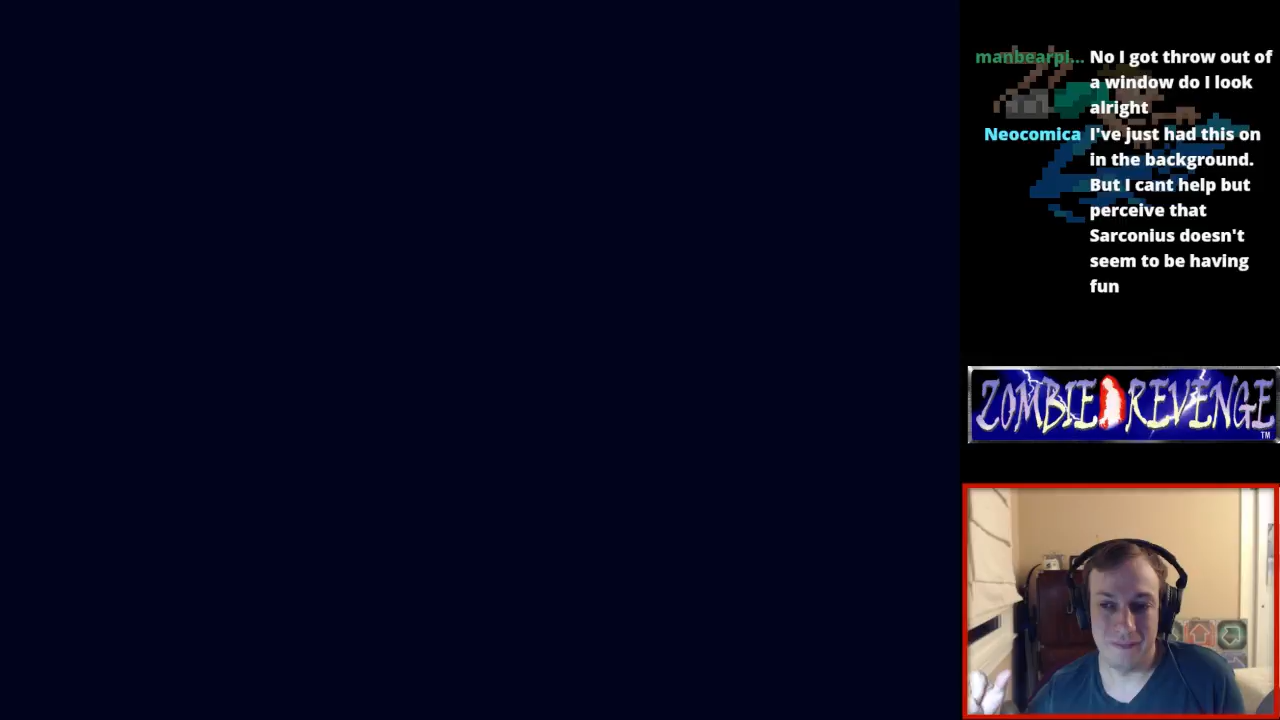 manbearpi... No I got throw out of
a window do I look
alright
Neocomica I've just had this on
in the background.
But I cant help but
perceive that
Sarconius doesn't
seem to be having
fun
ZOMBIE REVENGE
TM